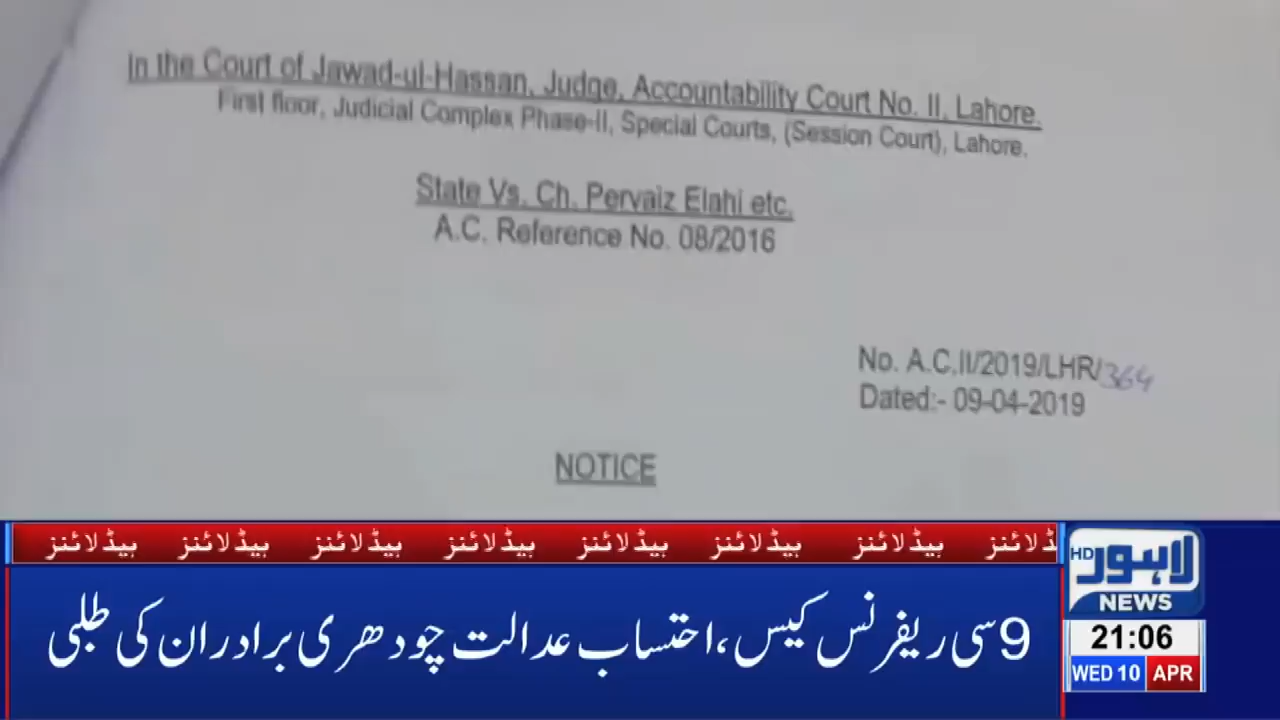 In the Court of Jawad-ul-Hassan, Judge, Accountability Court No. II, Lahore.
First floor, Judicial Complex Phase-II, Special Courts, (Session Court), Lahore.
State Vs. Ch. Pervaiz Elahi etc.
A.C. Reference No. 08/2016
No. A.C.II/2019/LHR/364
Dated:- 09-04-2019
NOTICE
ہیڈلائنز ہیڈلائنز ہیڈلائنز ہیڈلائنز ہیڈلائنز ہیڈلائنز ہیڈلائنز ڈلائنز
9 سی ریفرنس کیس، احتساب عدالت چودھری برادران کی طلبی
لاہور HD
NEWS
21:06
WED 10 APR